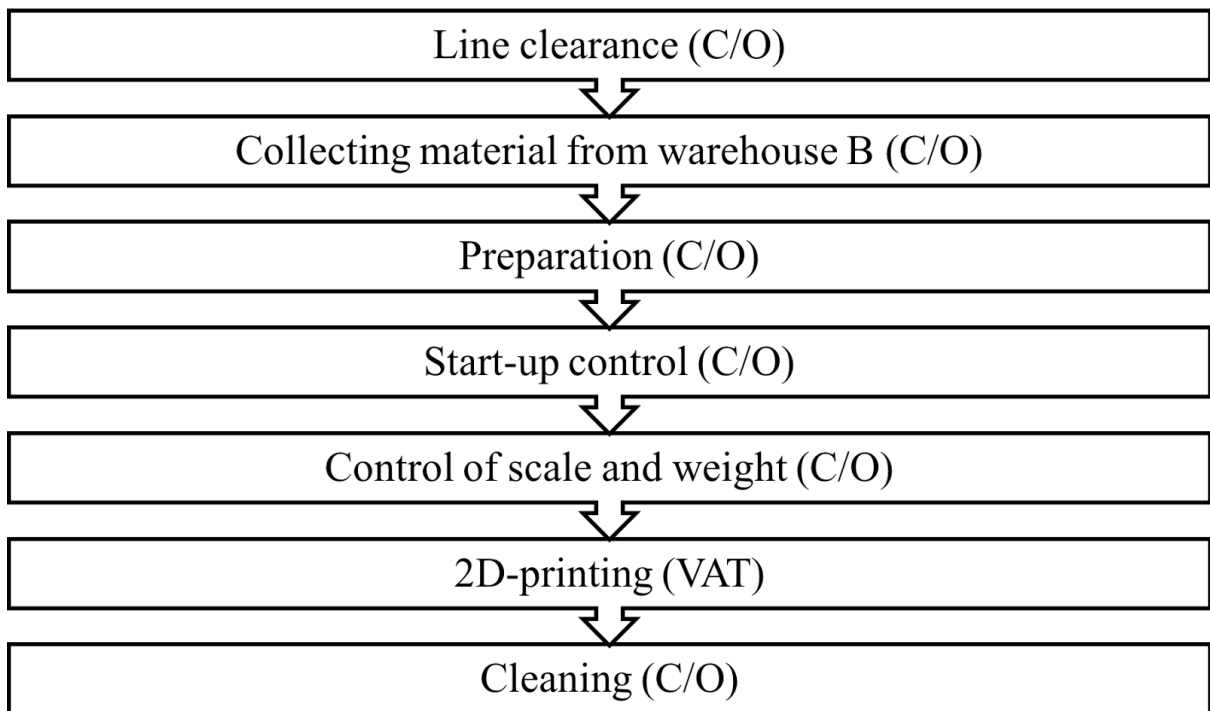 Line clearance (C/O)
Collecting material from warehouse B (C/O)
Preparation (C/O)
Start-up control (C/O)
Control of scale and weight (C/O)
2D-printing (VAT)
Cleaning (C/O)